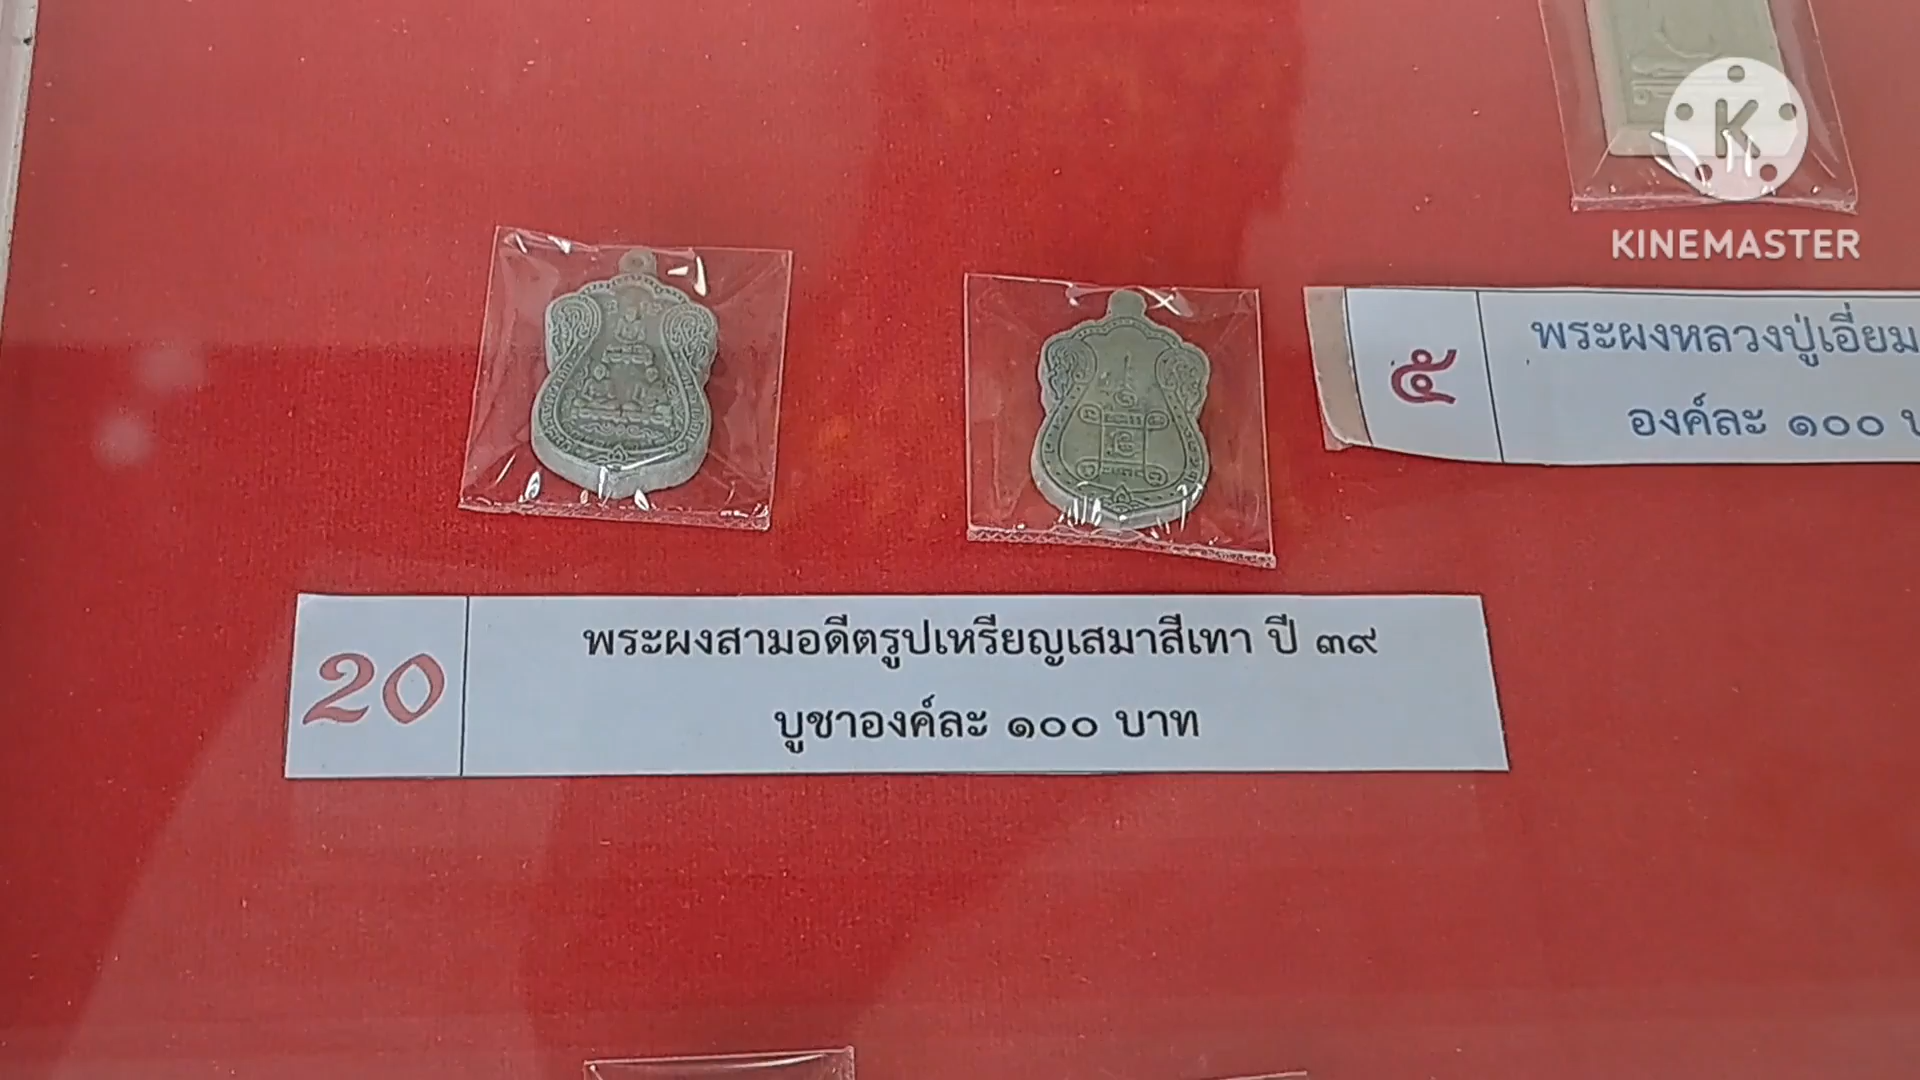 KINEMASTER
๕
พระผงหลวงปู่เอี่ยม
องค์ละ ๑๐๐
20
พระผงสามอดีตรูปเหรียญเสมาสีเทา ปี ๓๙
บูชาองค์ละ ๑๐๐ บาท